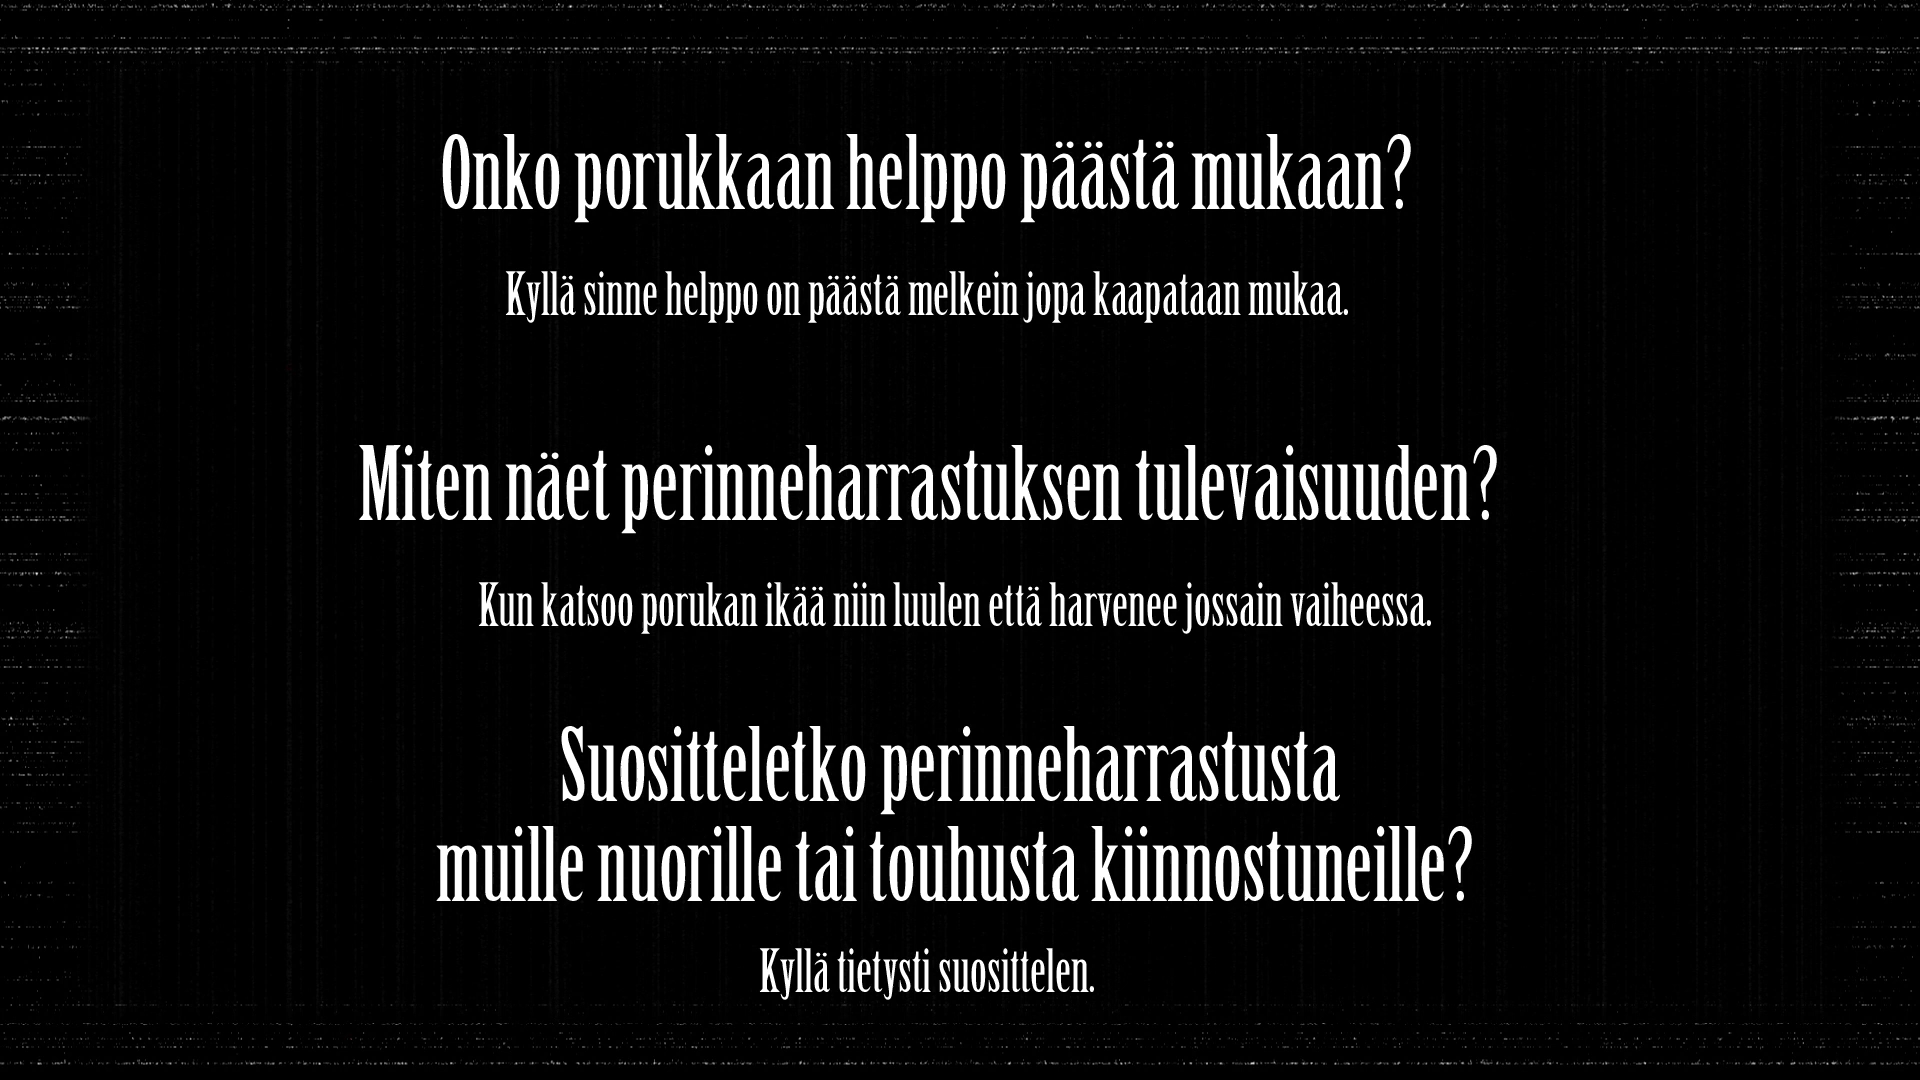 Onko porukkaan helppo päästä mukaan?
Kyllä sinne helppo on päästä melkein jopa kaapataan mukaa.
Miten näet perinneharrastuksen tulevaisuuden?
Kun katsoo porukan ikää niin luulen että harvenee jossain vaiheessa.
Suositteletko perinneharrastusta
muille nuorille tai touhusta kiinnostuneille?
Kyllä tietysti suosittelen.